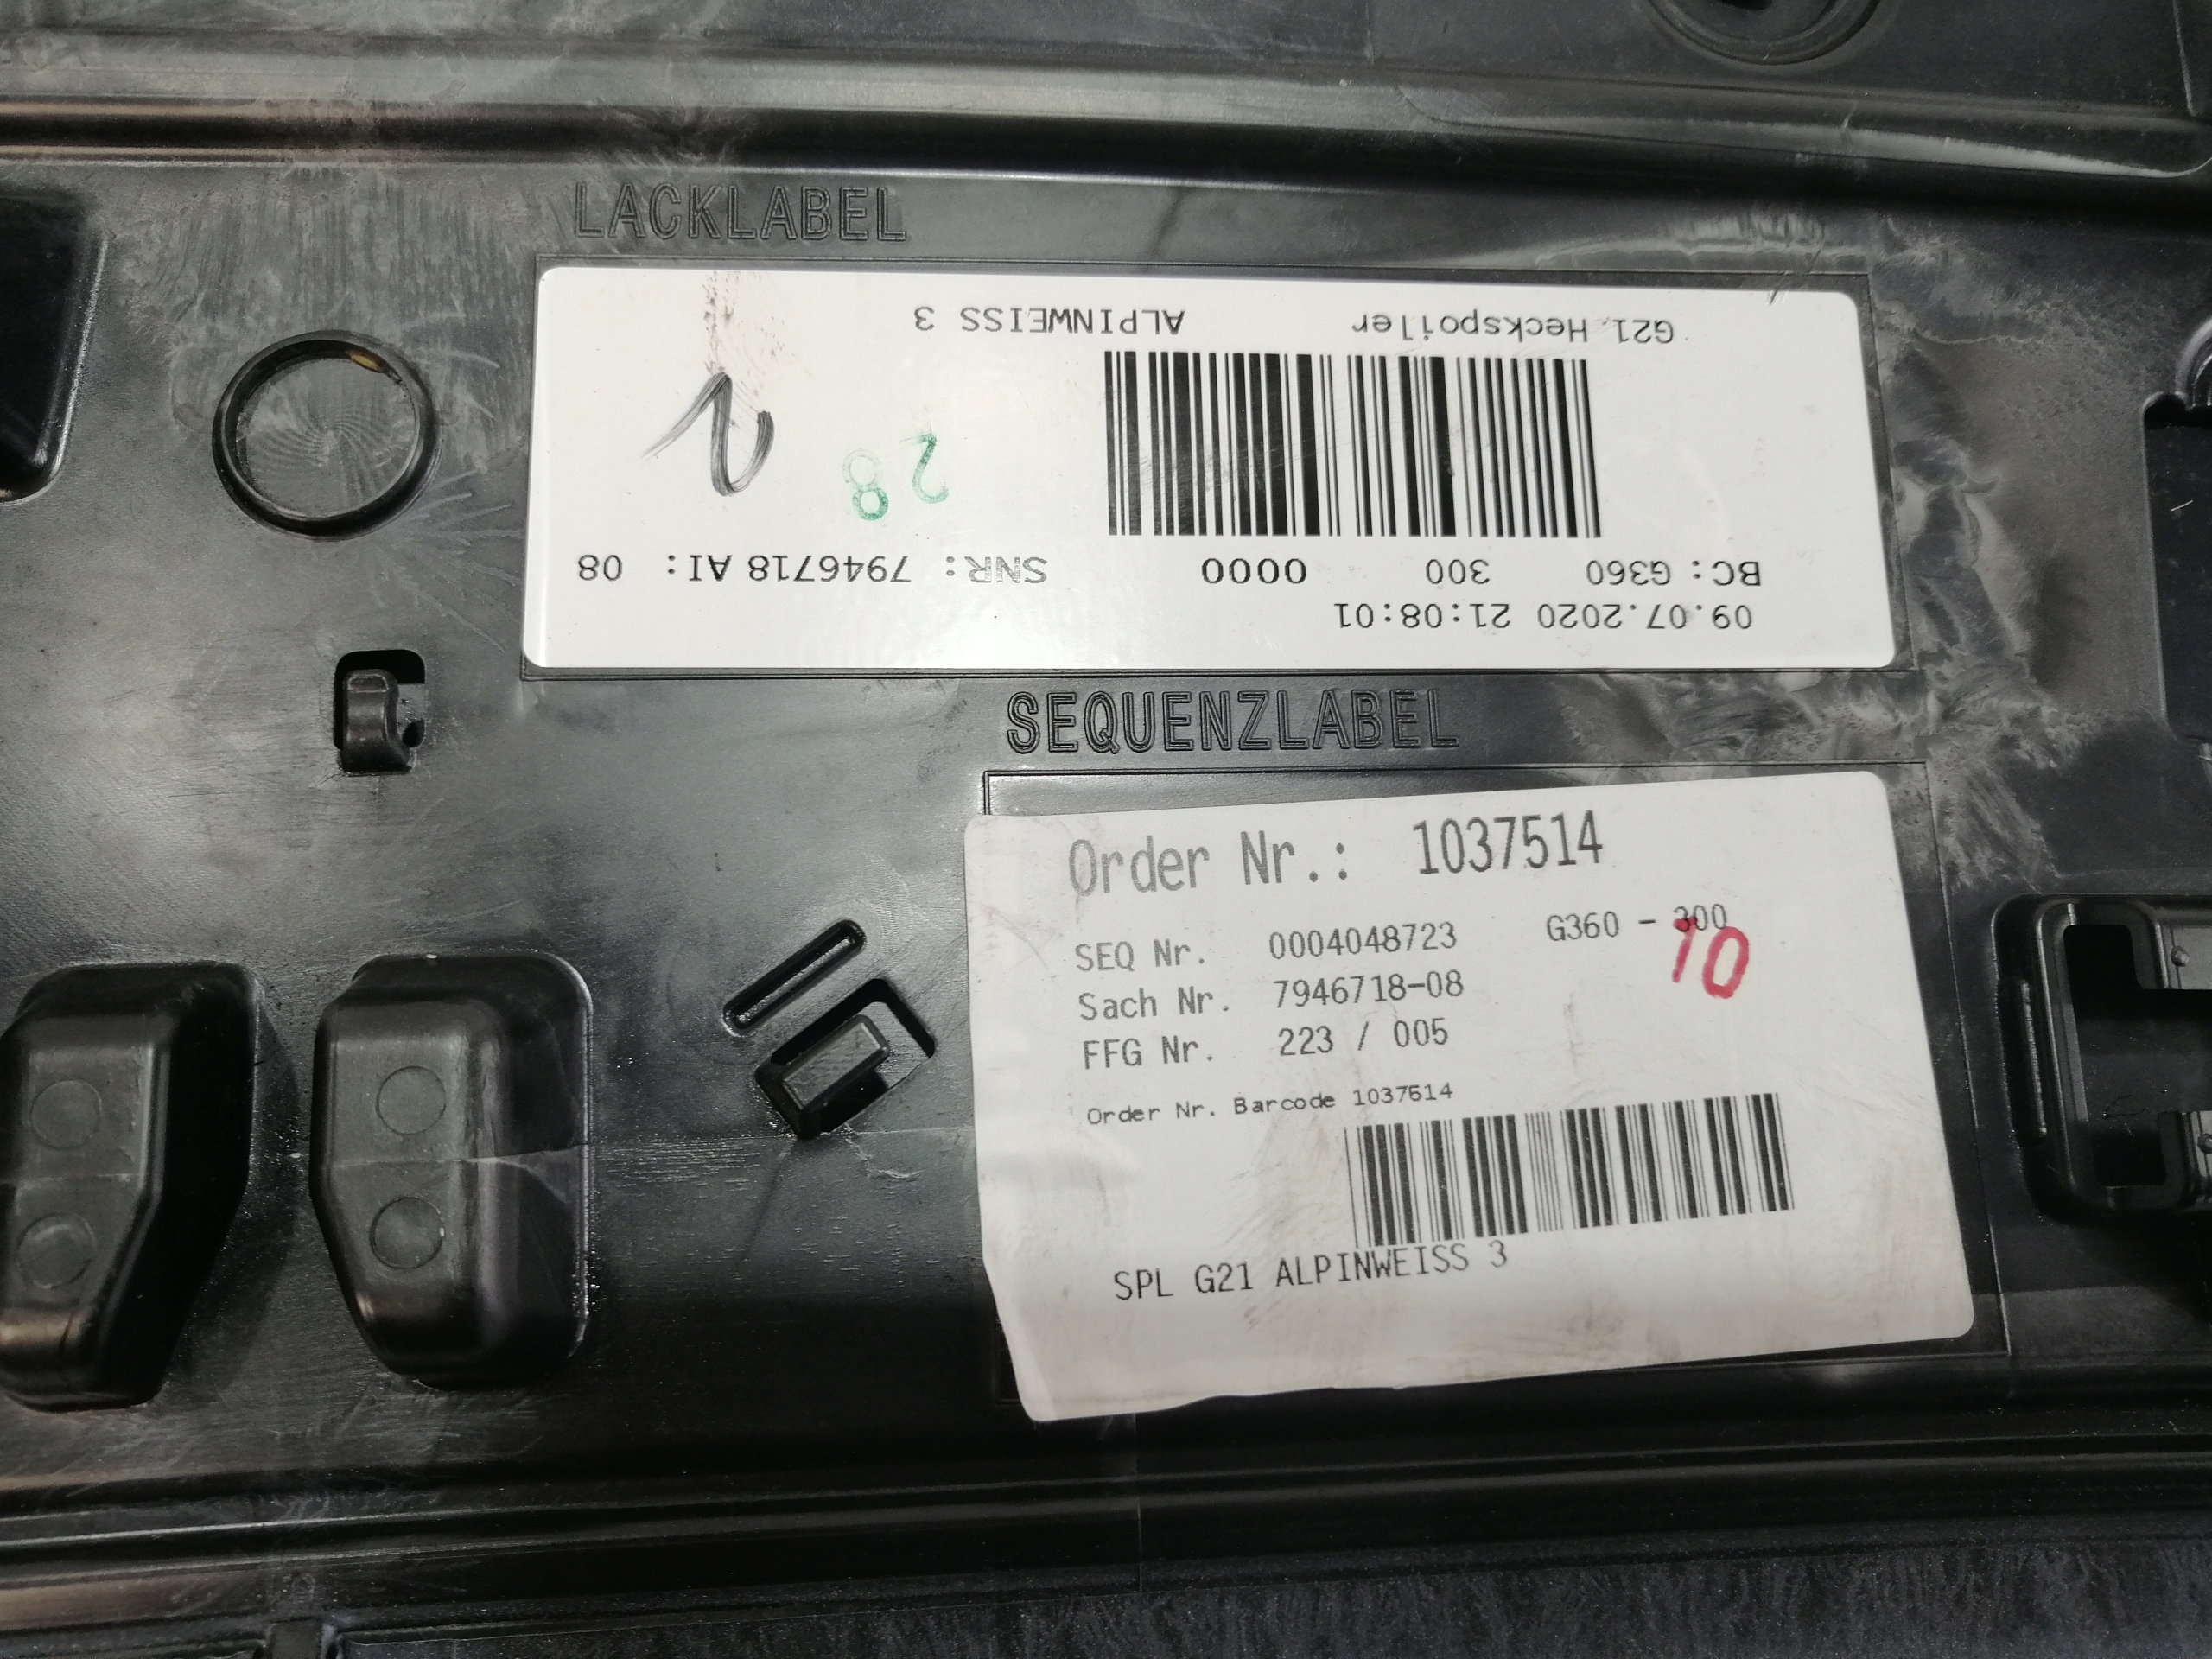 LACKLABEL
09.07.2020 21:08:01
BC: G360 300 0000 SNR: 7946718 AI: 08
28
G21 Heckspoiler ALPINWEISS 3
SEQUENZLABEL
Order Nr.: 1037514
SEQ Nr. 0004048723 G360 - 300
10
Sach Nr. 7946718-08
FFG Nr. 223 / 005
Order Nr. Barcode 1037514
SPL G21 ALPINWEISS 3